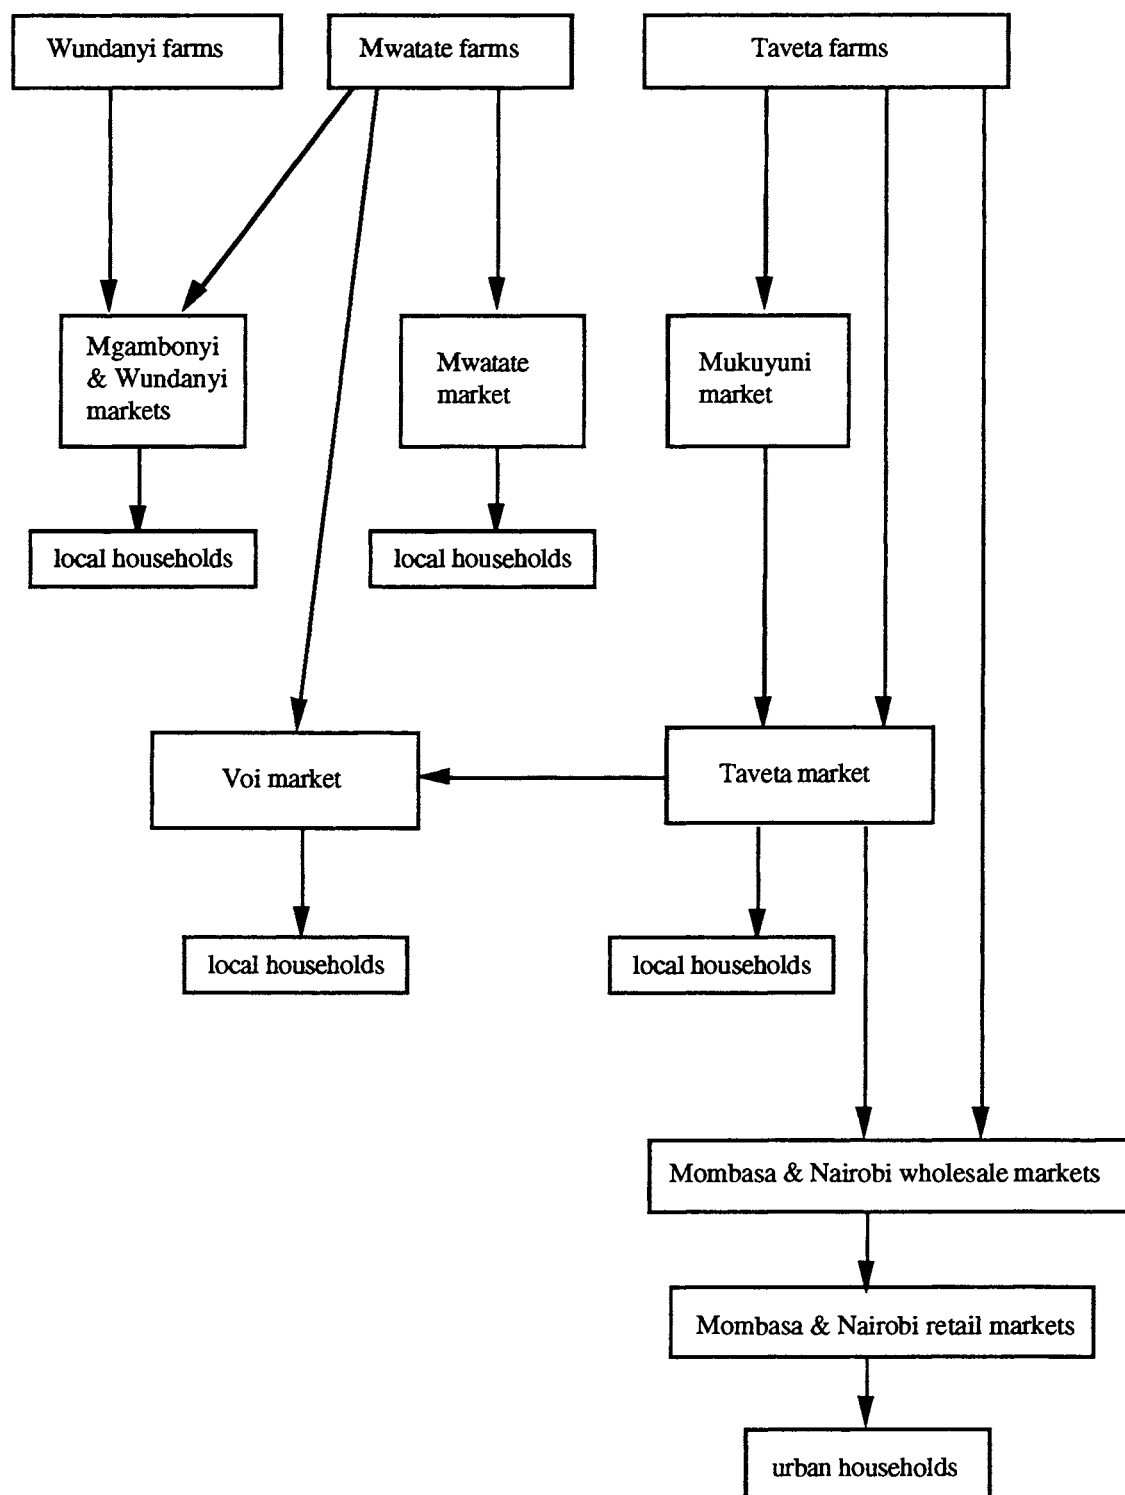 Wundanyi farms
Mwatate farms
Taveta farms
Mgambonyi
& Wundanyi
markets
Mwatate
market
Mukuyuni
market
local households
local households
Voi market
Taveta market
local households
local households
Mombasa & Nairobi wholesale markets
Mombasa & Nairobi retail markets
urban households